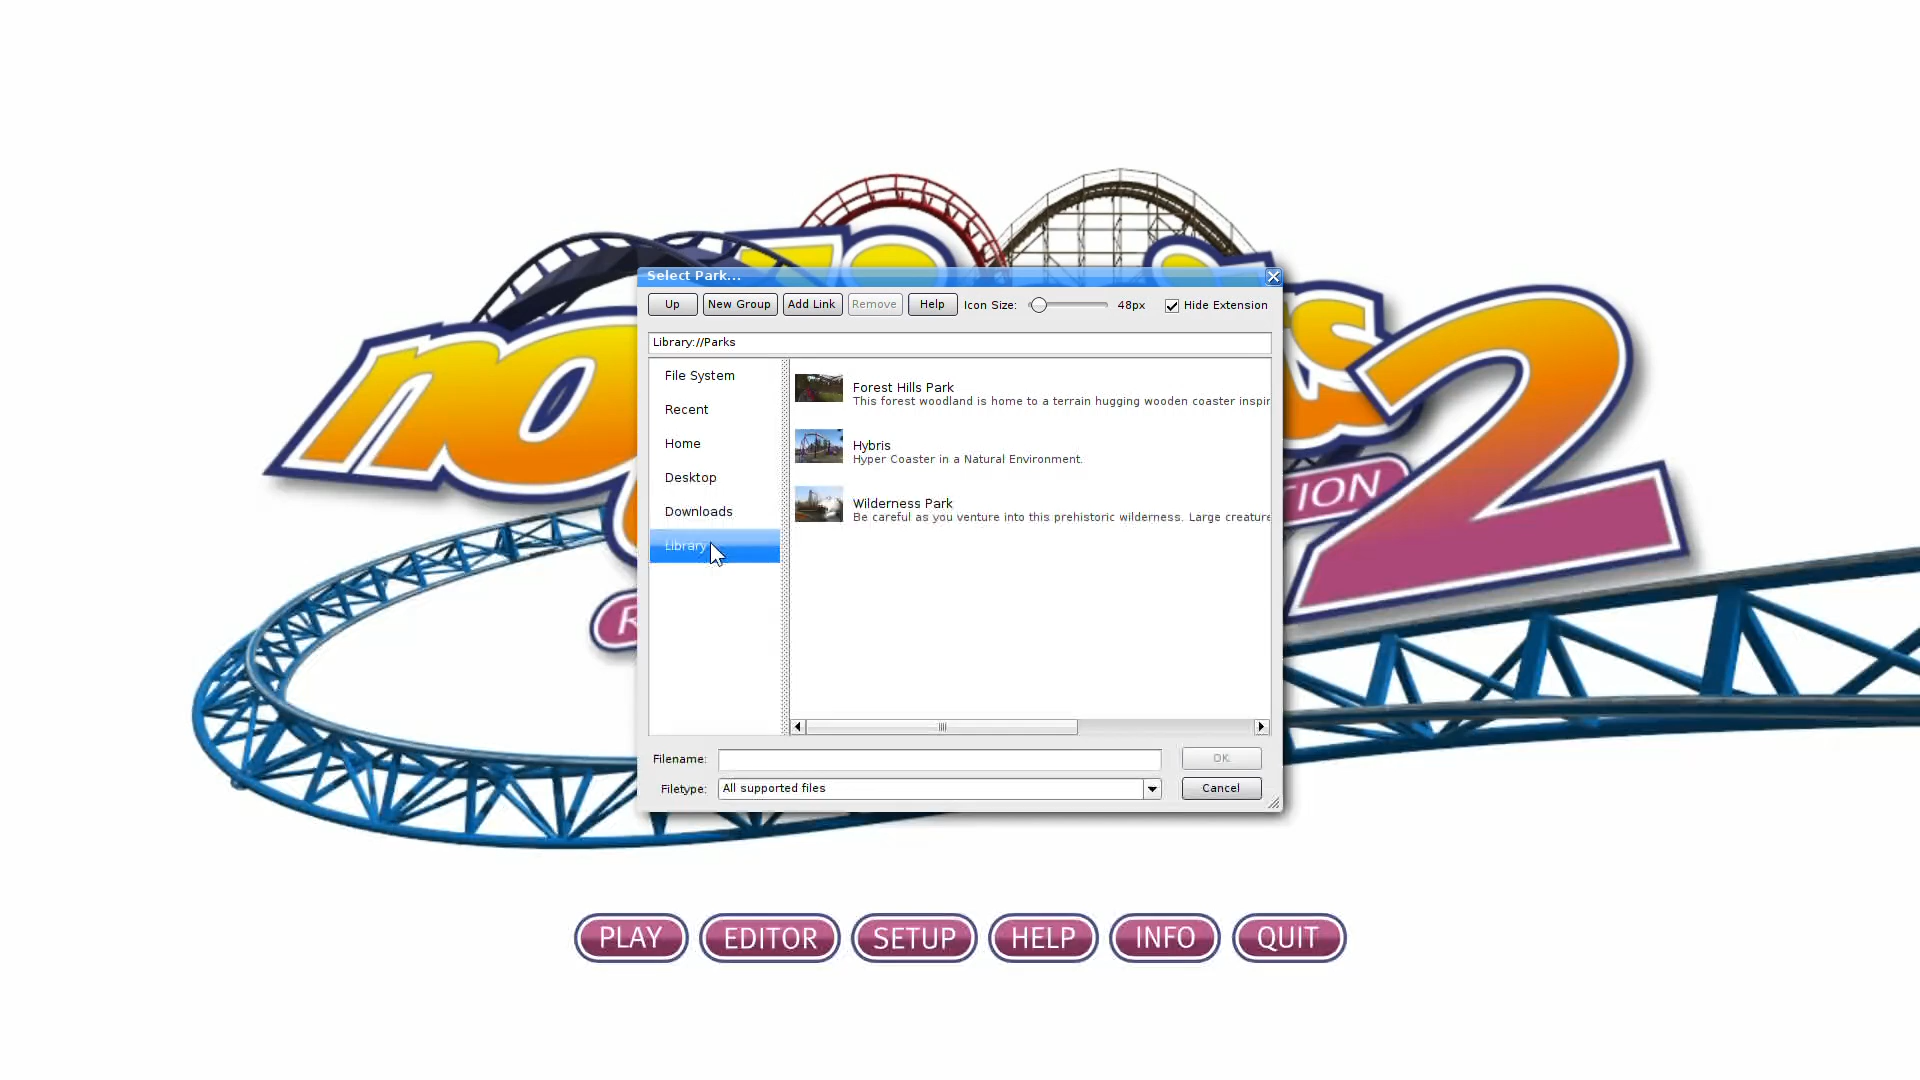 Select Park...
Up New Group Add Link Remove Help Icon Size: 48px Hide Extension
Library://Parks
File System
Recent
Home
Desktop
Downloads
Library
Forest Hills Park
This forest woodland is home to a terrain hugging wooden coaster inspir
Hybris
Hyper Coaster in a Natural Environment.
Wilderness Park
Be careful as you venture into this prehistoric wilderness. Large creature
Filename: OK
Filetype: All supported files Cancel
no
2
TION
R
PLAY EDITOR SETUP HELP INFO QUIT